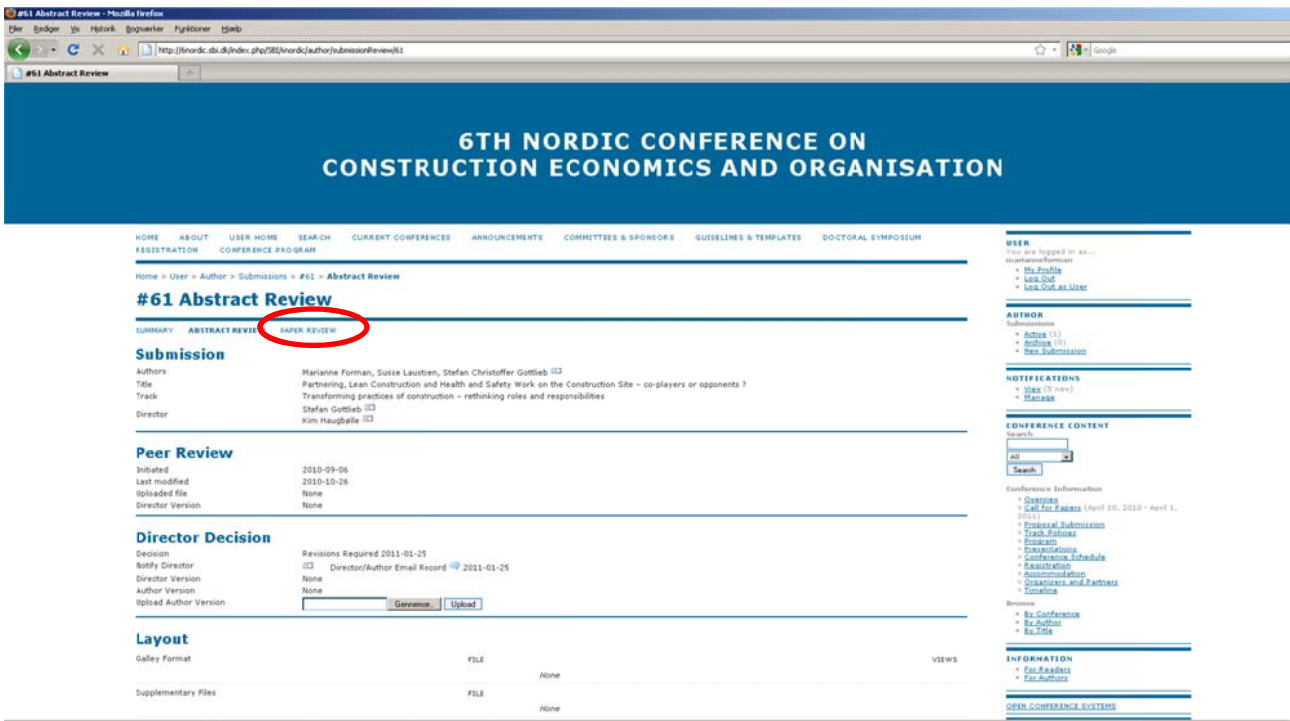 #61 Abstract Review - Mozilla Firefox
Filer Rediger Vis Historik Bogmærker Funktioner Hjælp
http://6nordic.sbi.dk/index.php/SBI/6nordic/author/submissionReview/61
Google
#61 Abstract Review
6TH NORDIC CONFERENCE ON
CONSTRUCTION ECONOMICS AND ORGANISATION
HOME ABOUT USER HOME SEARCH CURRENT CONFERENCES ANNOUNCEMENTS COMMITTEES & SPONSORS GUIDELINES & TEMPLATES DOCTORAL SYMPOSIUM
REGISTRATION CONFERENCE PROGRAM
Home > User > Author > Submissions > #61 > Abstract Review
#61 Abstract Review
SUMMARY ABSTRACT REVIE PAPER REVIEW
Submission
Authors Marianne Forman, Susse Laustsen, Stefan Christoffer Gottlieb
Title Partnering, Lean Construction and Health and Safety Work on the Construction Site – co-players or opponents ?
Track Transforming practices of construction – rethinking roles and responsibilities
Director Stefan Gottlieb
Kim Haugbølle
Peer Review
Initiated 2010-09-06
Last modified 2010-10-26
Uploaded file None
Director Version None
Director Decision
Decision Revisions Required 2011-01-25
Notify Director Director/Author Email Record 2011-01-25
Director Version None
Author Version None
Upload Author Version Gennemse... Upload
Layout
Galley Format FILE VIEWS
None
Supplementary Files FILE
None
USER
You are logged in as...
marianneforman
My Profile
Log Out
Log Out as User
AUTHOR
Submissions
Active (1)
Archive (0)
New Submission
NOTIFICATIONS
View (5 new)
Manage
CONFERENCE CONTENT
Search
All
Search
Conference Information
Overview
Call for Papers (April 10, 2010 - April 1,
2011)
Proposal Submission
Track Policies
Program
Presentations
Conference Schedule
Registration
Accommodation
Organizers and Partners
Timeline
Browse
By Conference
By Author
By Title
INFORMATION
For Readers
For Authors
OPEN CONFERENCE SYSTEMS